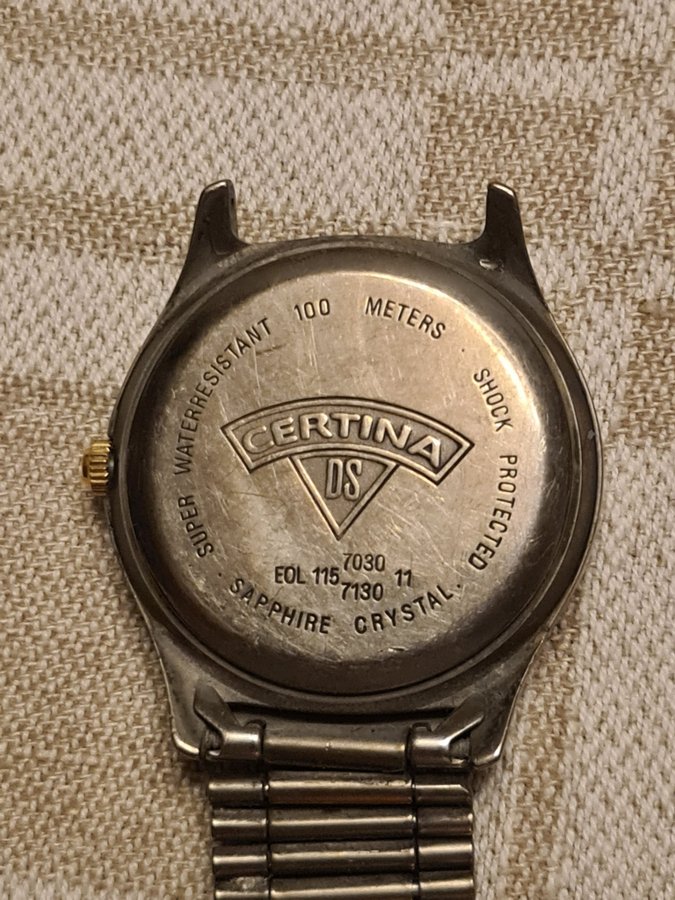 SUPER WATERRESISTANT 100 METERS SHOCK PROTECTED
CERTINA
DS
7030
EOL 115 11
7130
. SAPPHIRE CRYSTAL.